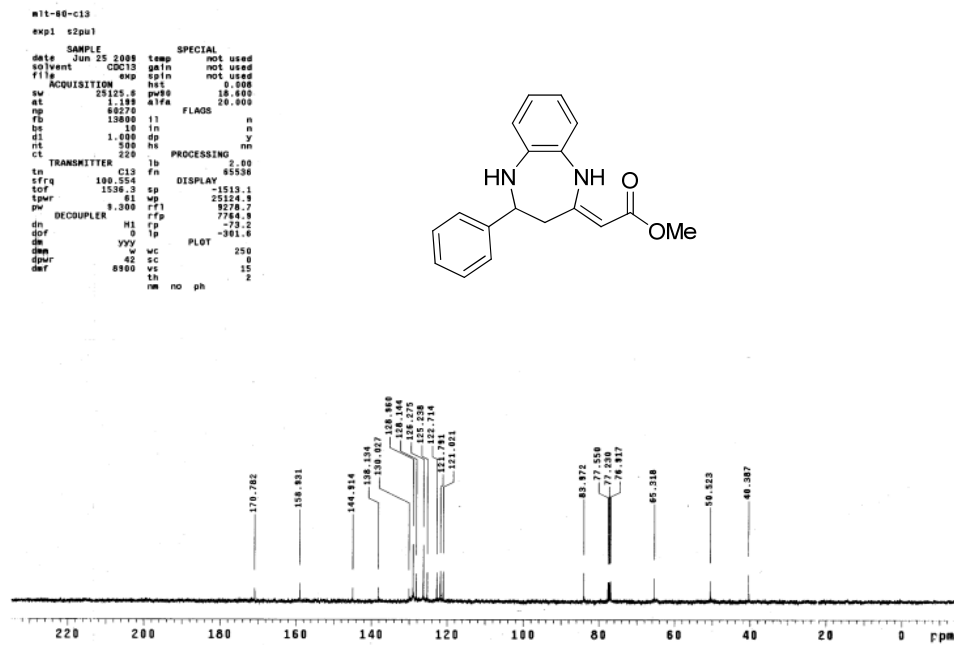 mlt-60-c13
exp1 s2pul
SAMPLE SPECIAL
date Jun 25 2009 temp not used
solvent CDCl3 gain not used
file exp spin not used
ACQUISITION hst 0.008
sw 25125.6 pw90 18.600
at 1.199 alfa 20.000
np 60270 FLAGS
fb 13800 il n
bs 10 in n
d1 1.000 dp y
nt 500 hs nn
ct 220 PROCESSING
TRANSMITTER lb 2.00
tn C13 fn 65536
sfrq 100.554 DISPLAY
tof 1536.3 sp -1513.1
tpwr 61 wp 25124.9
pw 9.300 rfl 9278.7
DECOUPLER rfp 7764.9
dn H1 rp -73.2
dof 0 lp -301.6
dm yyy PLOT
dmm w wc 250
dpwr 42 sc 0
dmf 8900 vs 15
th 2
nm no ph
HN
NH
O
OMe
170.782
158.931
144.914
138.134
130.027
128.960
128.144
126.275
125.238
122.714
121.791
121.021
83.972
77.550
77.230
76.917
65.318
50.523
40.387
220 200 180 160 140 120 100 80 60 40 20 0 ppm